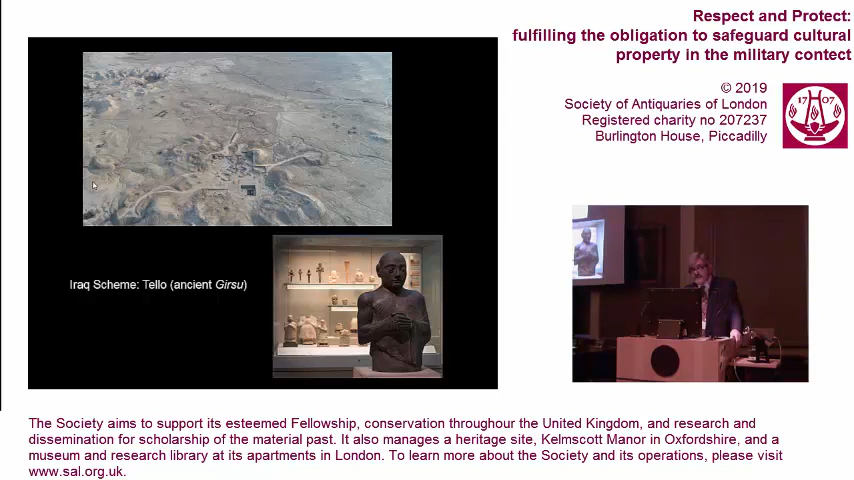 Respect and Protect:
fulfilling the obligation to safeguard cultural
property in the military contect
© 2019
Society of Antiquaries of London
Registered charity no 207237
Burlington House, Piccadilly
17 07
Iraq Scheme: Tello (ancient Girsu)
The Society aims to support its esteemed Fellowship, conservation throughour the United Kingdom, and research and
dissemination for scholarship of the material past. It also manages a heritage site, Kelmscott Manor in Oxfordshire, and a
museum and research library at its apartments in London. To learn more about the Society and its operations, please visit
www.sal.org.uk.